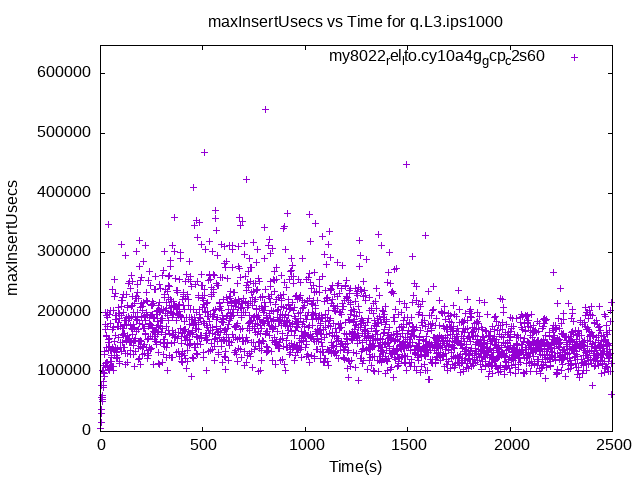 maxInsertUsecs vs Time for q.L3.ips1000
my8022relito.cy10a4ggcpc2s60
600000
500000
400000
300000
200000
100000
0
maxInsertUsecs
0 500 1000 1500 2000 2500
Time(s)